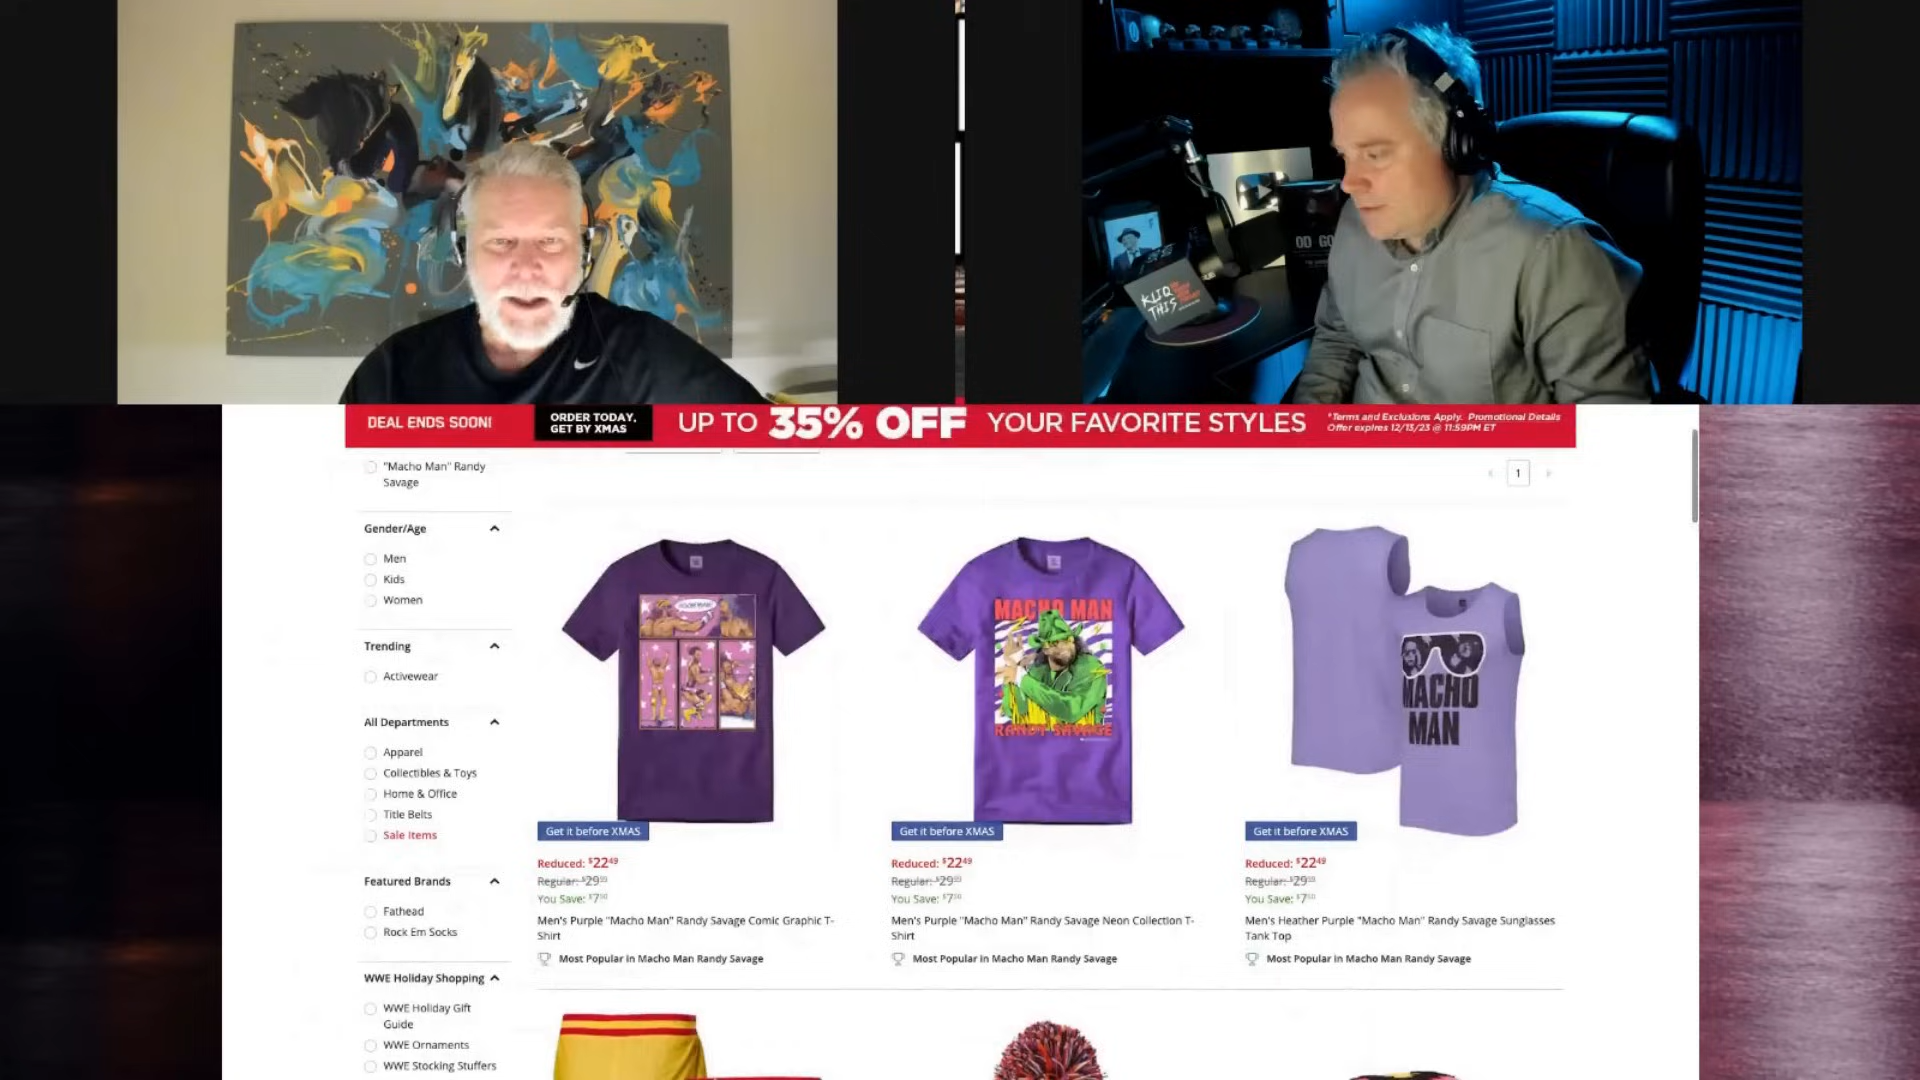 OD GO
KLIQ
THIS
DEAL ENDS SOON!
ORDER TODAY,
GET BY XMAS
UP TO 35% OFF YOUR FAVORITE STYLES
*Terms and Exclusions Apply. Promotional Details
Offer expires 12/13/23 @ 11:59PM ET
"Macho Man" Randy
Savage
1
Gender/Age
Men
Kids
Women
Trending
Activewear
All Departments
Apparel
Collectibles & Toys
Home & Office
Title Belts
Sale Items
Featured Brands
Fathead
Rock Em Socks
WWE Holiday Shopping
WWE Holiday Gift
Guide
WWE Ornaments
WWE Stocking Stuffers
MACHO MAN
RANDY SAVAGE
MACHO
MAN
Get it before XMAS
Reduced: $22.49
Regular: $29.99
You Save: $7.50
Men's Purple "Macho Man" Randy Savage Comic Graphic T-
Shirt
Most Popular in Macho Man Randy Savage
Get it before XMAS
Reduced: $22.49
Regular: $29.99
You Save: $7.50
Men's Purple "Macho Man" Randy Savage Neon Collection T-
Shirt
Most Popular in Macho Man Randy Savage
Get it before XMAS
Reduced: $22.49
Regular: $29.99
You Save: $7.50
Men's Heather Purple "Macho Man" Randy Savage Sunglasses
Tank Top
Most Popular in Macho Man Randy Savage